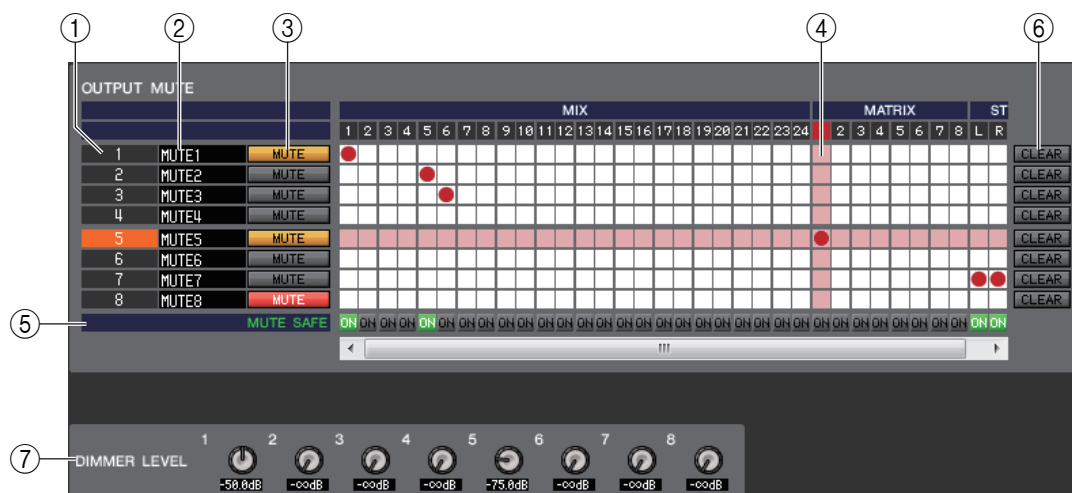 ① ② ③ ④ ⑥
OUTPUT MUTE
MIX MATRIX ST
1 2 3 4 5 6 7 8 9 10 11 12 13 14 15 16 17 18 19 20 21 22 23 24 2 3 4 5 6 7 8 L R
1 MUTE1 MUTE CLEAR
2 MUTE2 MUTE CLEAR
3 MUTE3 MUTE CLEAR
4 MUTE4 MUTE CLEAR
5 MUTE5 MUTE CLEAR
6 MUTE6 MUTE CLEAR
7 MUTE7 MUTE CLEAR
8 MUTE8 MUTE CLEAR
⑤ MUTE SAFE ON ON ON ON ON ON ON ON ON ON ON ON ON ON ON ON ON ON ON ON ON ON ON ON ON ON ON ON ON ON ON ON ON ON
1 2 3 4 5 6 7 8
⑦ DIMMER LEVEL
-50.0dB -∞dB -∞dB -∞dB -75.0dB -∞dB -∞dB -∞dB